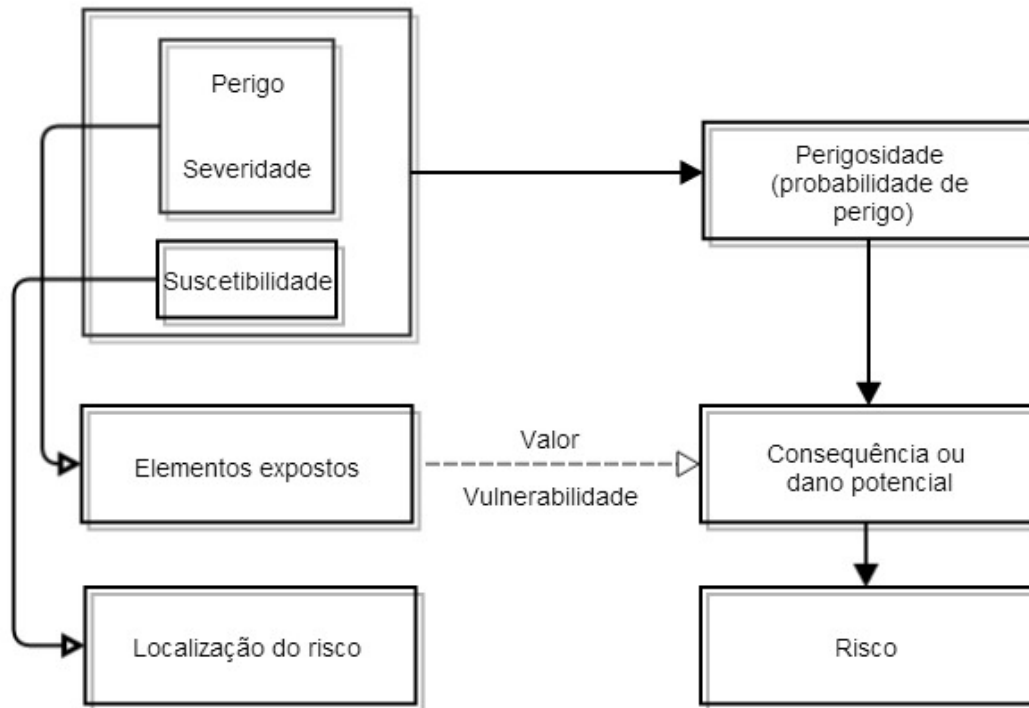 Perigo
Severidade
Suscetibilidade
Perigosidade
(probabilidade de
perigo)
Elementos expostos
Valor
Vulnerabilidade
Consequência ou
dano potencial
Localização do risco
Risco